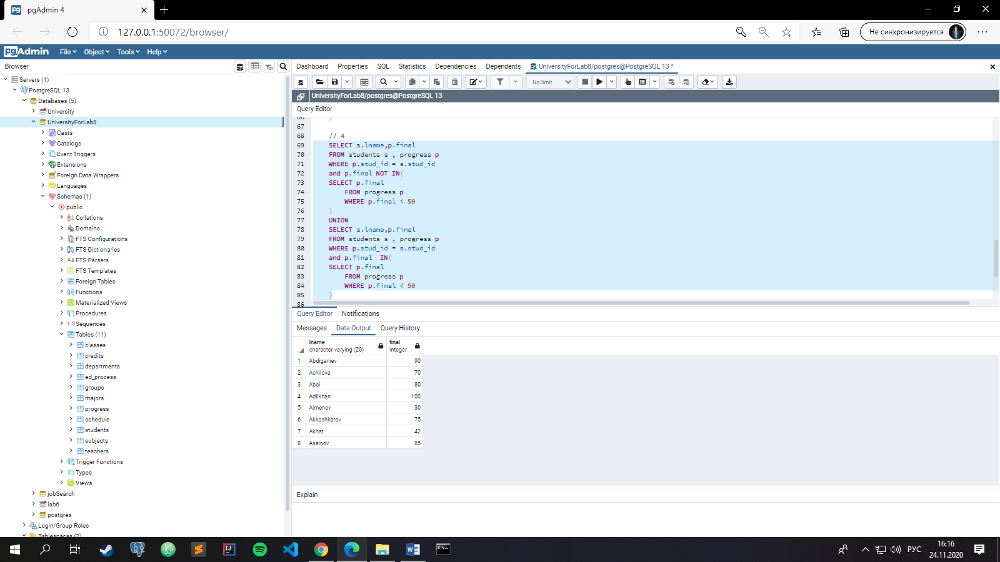 pgAdmin 4
127.0.0.1:50072/browser/
Не синхронизируется
pgAdmin File Object Tools Help
Browser
Servers (1)
PostgreSQL 13
Databases (5)
University
UniversityForLab8
Casts
Catalogs
Event Triggers
Extensions
Foreign Data Wrappers
Languages
Schemas (1)
public
Collations
Domains
FTS Configurations
FTS Dictionaries
FTS Parsers
FTS Templates
Foreign Tables
Functions
Materialized Views
Procedures
Sequences
Tables (11)
classes
credits
departments
ed_process
groups
majors
progress
schedule
students
subjects
teachers
Trigger Functions
Types
Views
jobSearch
lab6
postgres
Login/Group Roles
Tablespaces (2)
Dashboard Properties SQL Statistics Dependencies Dependents UniversityForLab8/postgres@PostgreSQL 13 *
No limit
UniversityForLab8/postgres@PostgreSQL 13
Query Editor
66 )
67
68 // 4
69 SELECT s.lname,p.final
70 FROM students s , progress p
71 WHERE p.stud_id = s.stud_id
72 and p.final NOT IN(
73 SELECT p.final
74 FROM progress p
75 WHERE p.final < 50
76 )
77 UNION
78 SELECT s.lname,p.final
79 FROM students s , progress p
80 WHERE p.stud_id = s.stud_id
81 and p.final  IN(
82 SELECT p.final
83 FROM progress p
84 WHERE p.final < 50
85 )
86
Query Editor Notifications
Messages Data Output Query History
lname final
character varying (20) integer
1 Abdiganiev 90
2 Achilova 70
3 Abai 80
4 Adilkhan 100
5 Aimenov 30
6 Akkoshkarov 75
7 Akhat 42
8 Asainov 85
Explain
РУС
16:16
24.11.2020